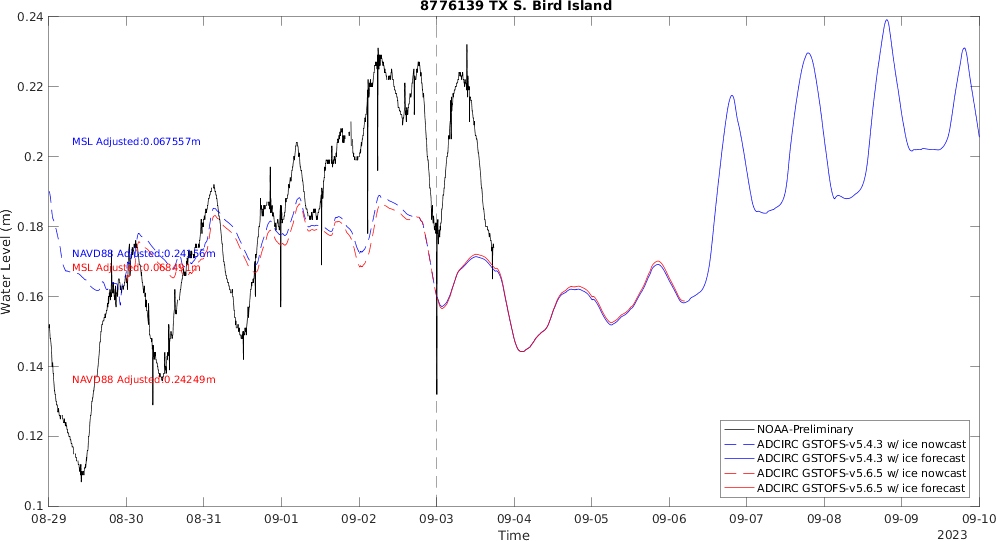 8776139 TX S. Bird Island
Water Level (m)
0.24
0.22
0.2
0.18
0.16
0.14
0.12
0.1
MSL Adjusted:0.067557m
NAVD88 Adjusted:0.24156m
MSL Adjusted:0.068491m
NAVD88 Adjusted:0.24249m
NOAA-Preliminary
ADCIRC GSTOFS-v5.4.3 w/ ice nowcast
ADCIRC GSTOFS-v5.4.3 w/ ice forecast
ADCIRC GSTOFS-v5.6.5 w/ ice nowcast
ADCIRC GSTOFS-v5.6.5 w/ ice forecast
08-29 08-30 08-31 09-01 09-02 09-03 09-04 09-05 09-06 09-07 09-08 09-09 09-10
Time
2023